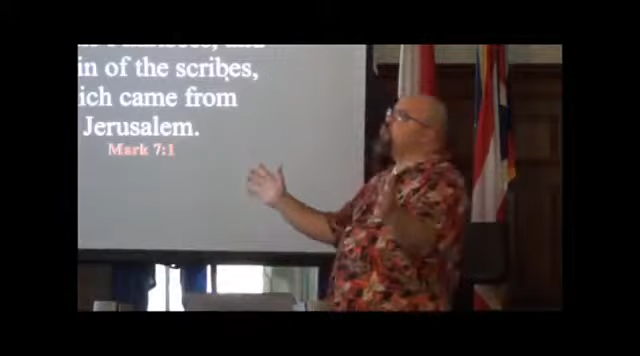 in of the scribes,
ich came from
Jerusalem.
Mark 7:1